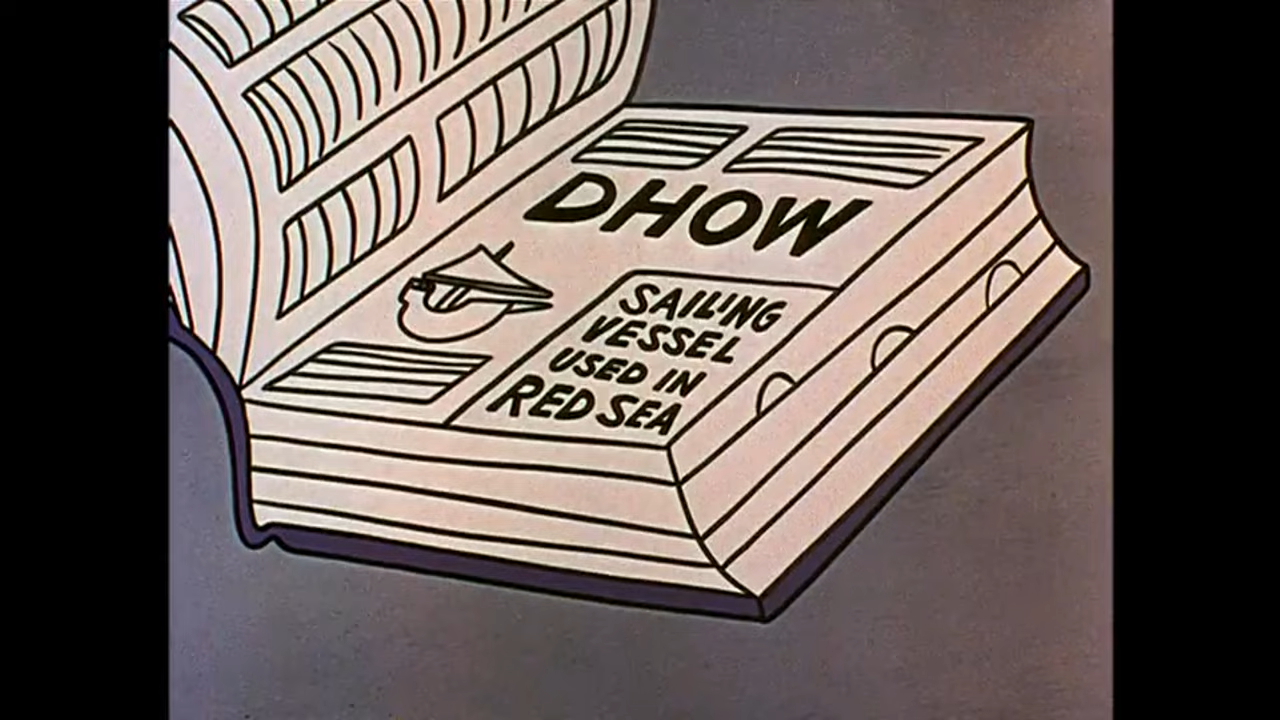 DHOW
SAILING
VESSEL
USED IN
RED SEA